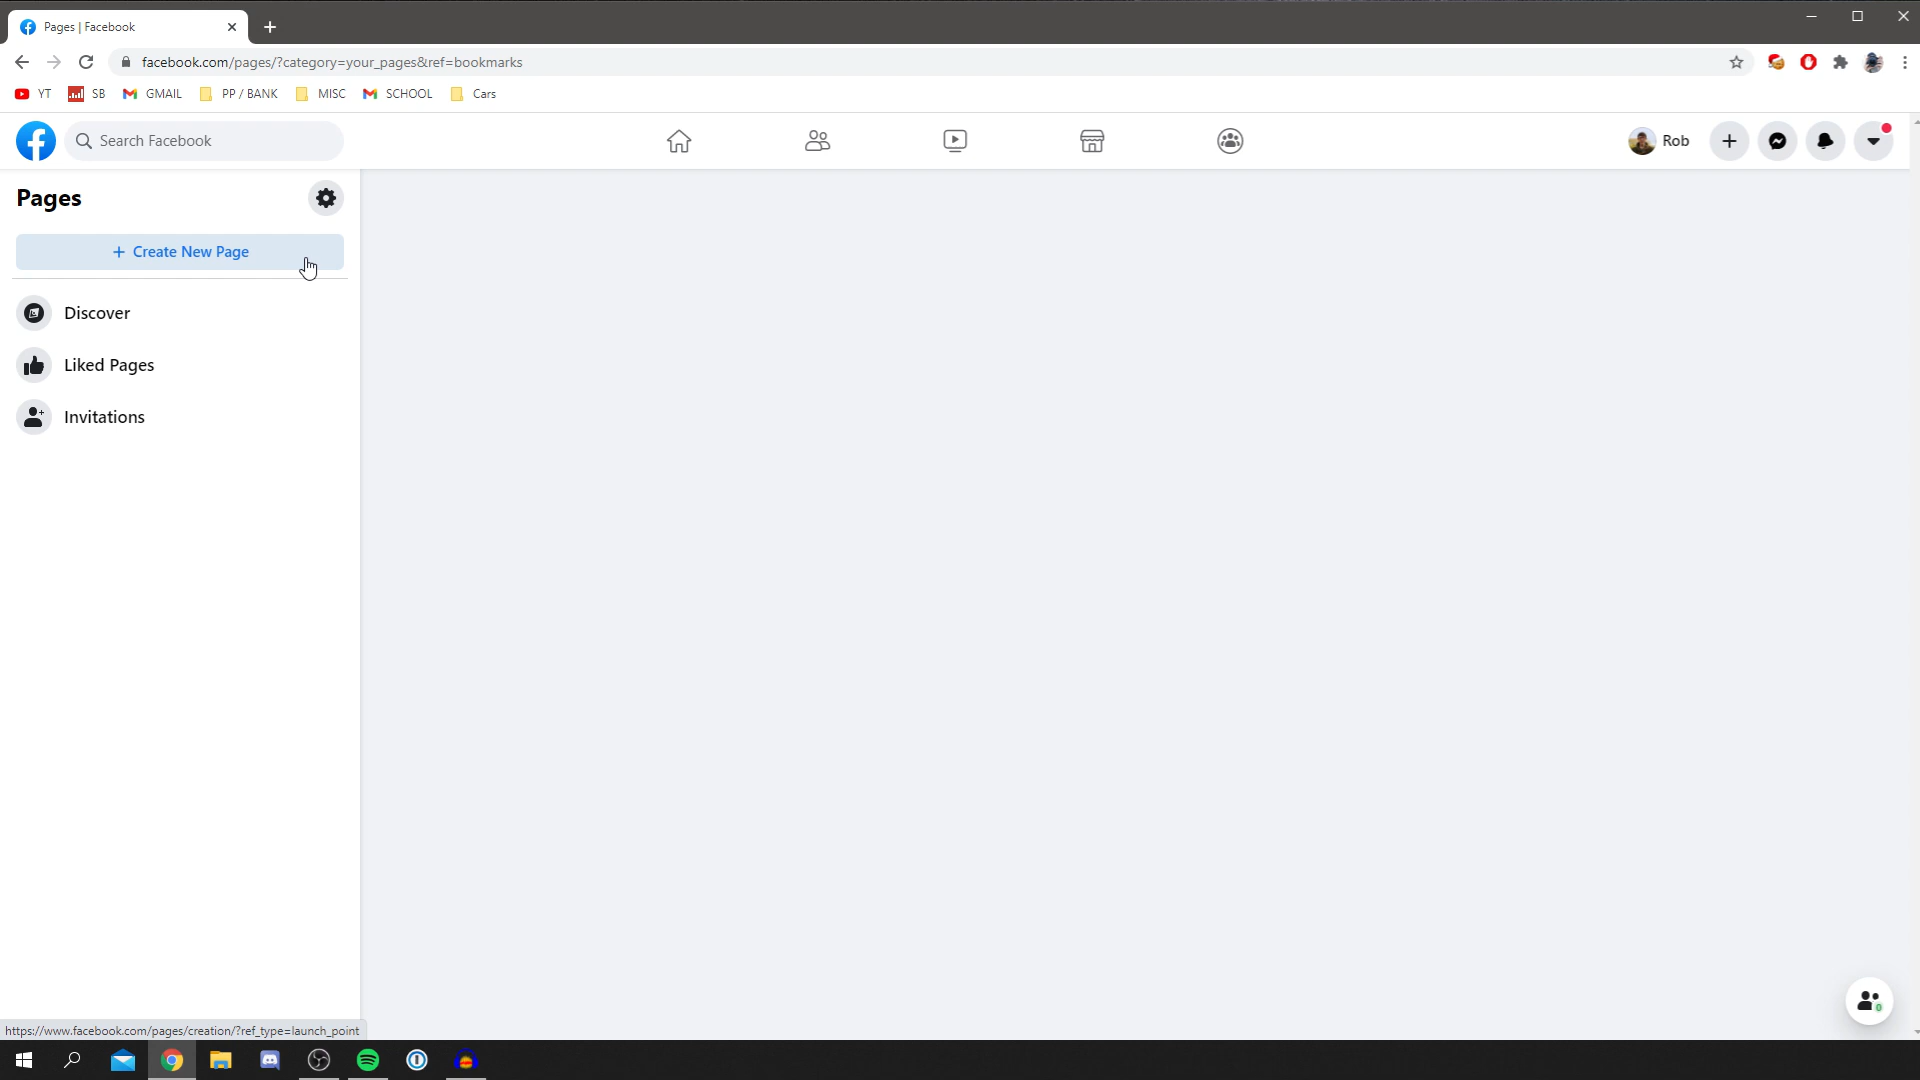 Pages | Facebook
facebook.com/pages/?category=your_pages&ref=bookmarks
YT SB GMAIL PP / BANK MISC SCHOOL Cars
Search Facebook
Rob
Pages
+ Create New Page
Discover
Liked Pages
Invitations
0
https://www.facebook.com/pages/creation/?ref_type=launch_point